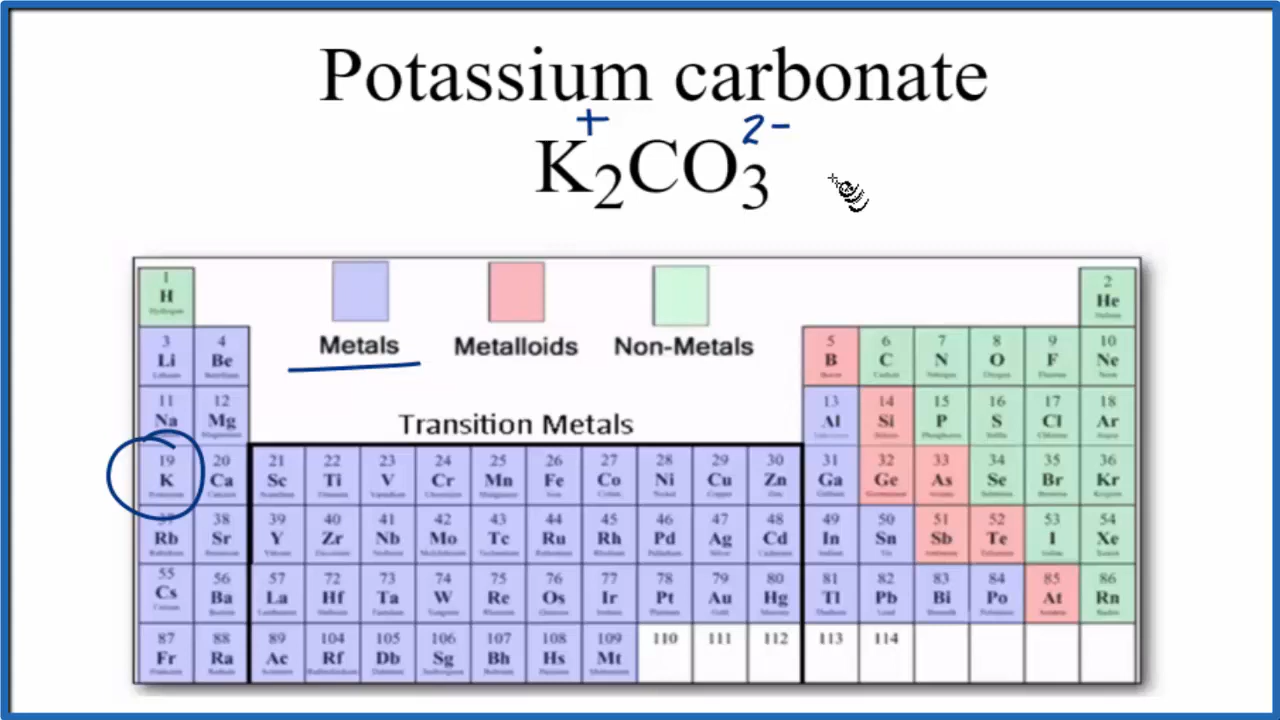 Potassium carbonate
+ 2-
K₂CO₃
1 2
H He
Hydrogen Helium
Metals Metalloids Non-Metals
3 4 5 6 7 8 9 10
Li Be B C N O F Ne
11 12 13 14 15 16 17 18
Na Mg Al Si P S Cl Ar
Transition Metals
19 20 21 22 23 24 25 26 27 28 29 30 31 32 33 34 35 36
K Ca Sc Ti V Cr Mn Fe Co Ni Cu Zn Ga Ge As Se Br Kr
37 38 39 40 41 42 43 44 45 46 47 48 49 50 51 52 53 54
Rb Sr Y Zr Nb Mo Tc Ru Rh Pd Ag Cd In Sn Sb Te I Xe
55 56 57 72 73 74 75 76 77 78 79 80 81 82 83 84 85 86
Cs Ba La Hf Ta W Re Os Ir Pt Au Hg Tl Pb Bi Po At Rn
87 88 89 104 105 106 107 108 109 110 111 112 113 114
Fr Ra Ac Rf Db Sg Bh Hs Mt